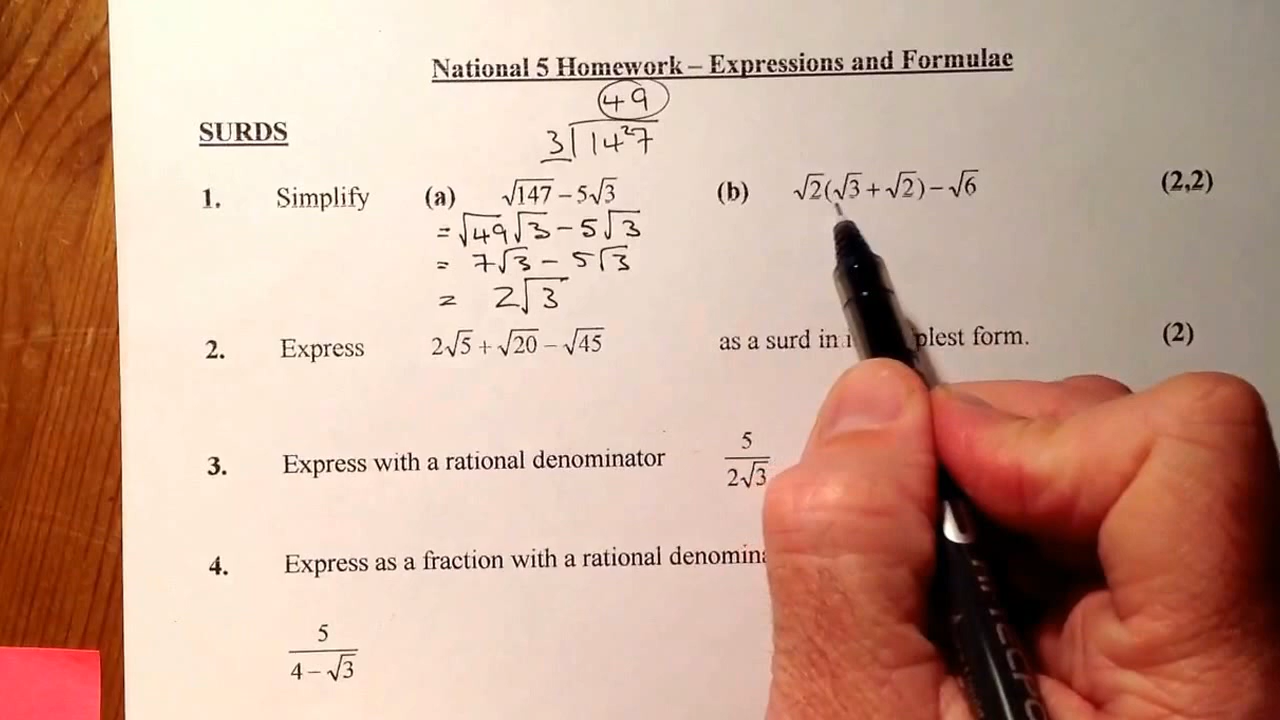 National 5 Homework – Expressions and Formulae
49
SURDS
3 | 14²7
1. Simplify (a) √147 – 5√3 (b) √2(√3 + √2) – √6 (2,2)
= √49√3 – 5√3
= 7√3 – 5√3
= 2√3
2. Express 2√5 + √20 – √45 as a surd in form. (2)
3. Express with a rational denominator 5/2√3
4. Express as a fraction with a rational
5
4 – √3